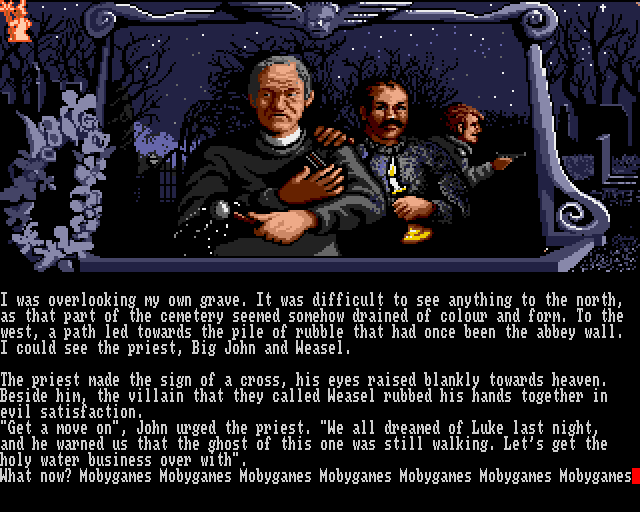 I was overlooking my own grave. It was difficult to see anything to the north,
as that part of the cemetery seemed somehow drained of colour and form. To the
west, a path led towards the pile of rubble that had once been the abbey wall.
I could see the priest, Big John and Weasel.
The priest made the sign of a cross, his eyes raised blankly towards heaven.
Beside him, the villain that they called Weasel rubbed his hands together in
evil satisfaction.
"Get a move on", John urged the priest. "We all dreamed of Luke last night,
and he warned us that the ghost of this one was still walking. Let's get the
holy water business over with".
What now? Mobygames Mobygames Mobygames Mobygames Mobygames Mobygames Mobygames